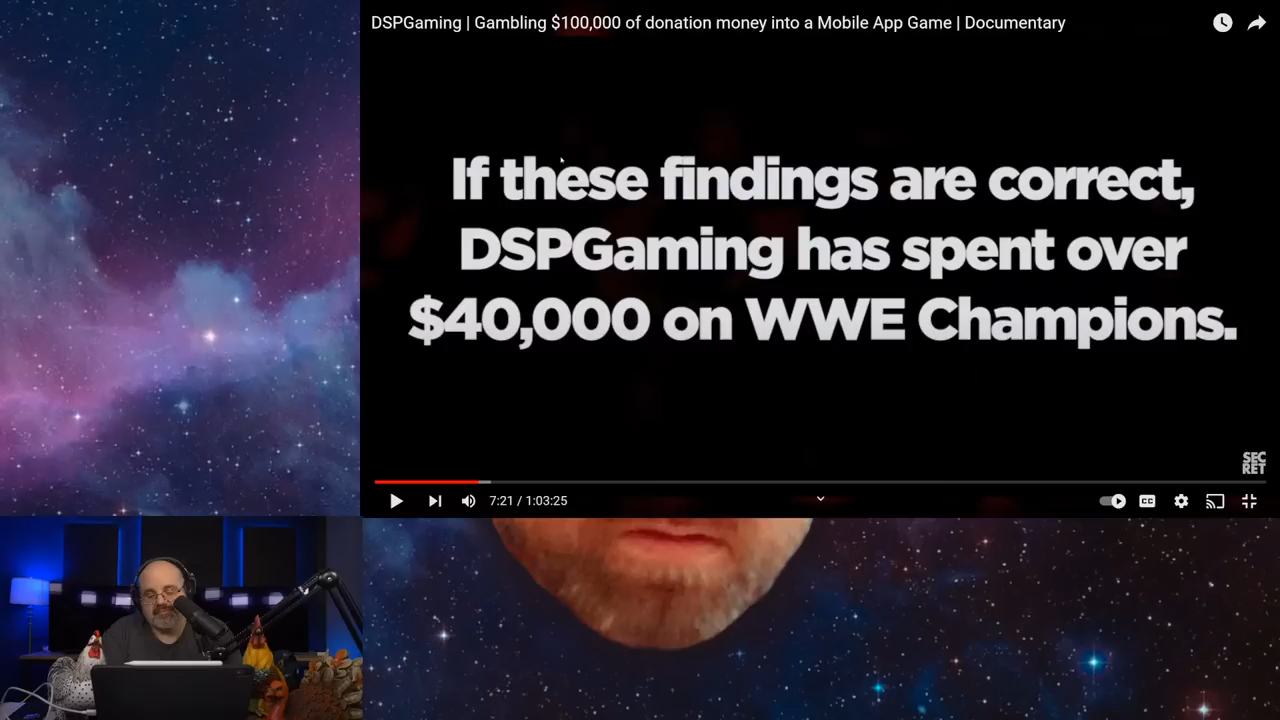 DSPGaming | Gambling $100,000 of donation money into a Mobile App Game | Documentary
If these findings are correct,
DSPGaming has spent over
$40,000 on WWE Champions.
SEC
RET
7:21 / 1:03:25
CC